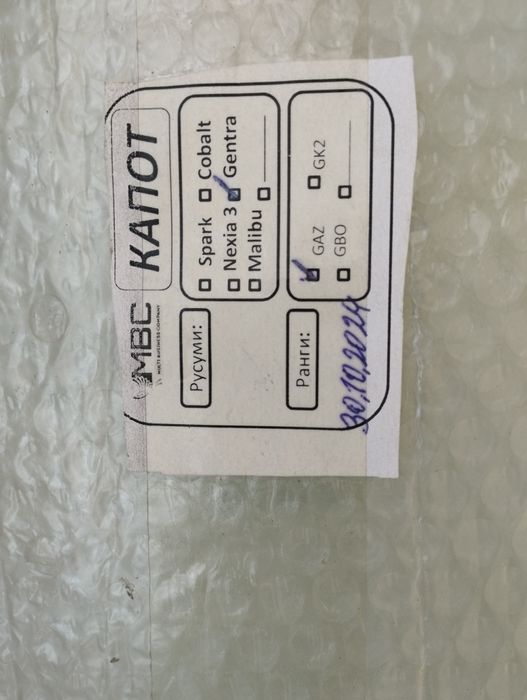 MBC КАПОТ
MULTI BUSINESS COMPANY
Русуми:
Spark Cobalt
Nexia 3 Gentra
Malibu
Ранги:
GAZ GK2
GBO
30.10.2024